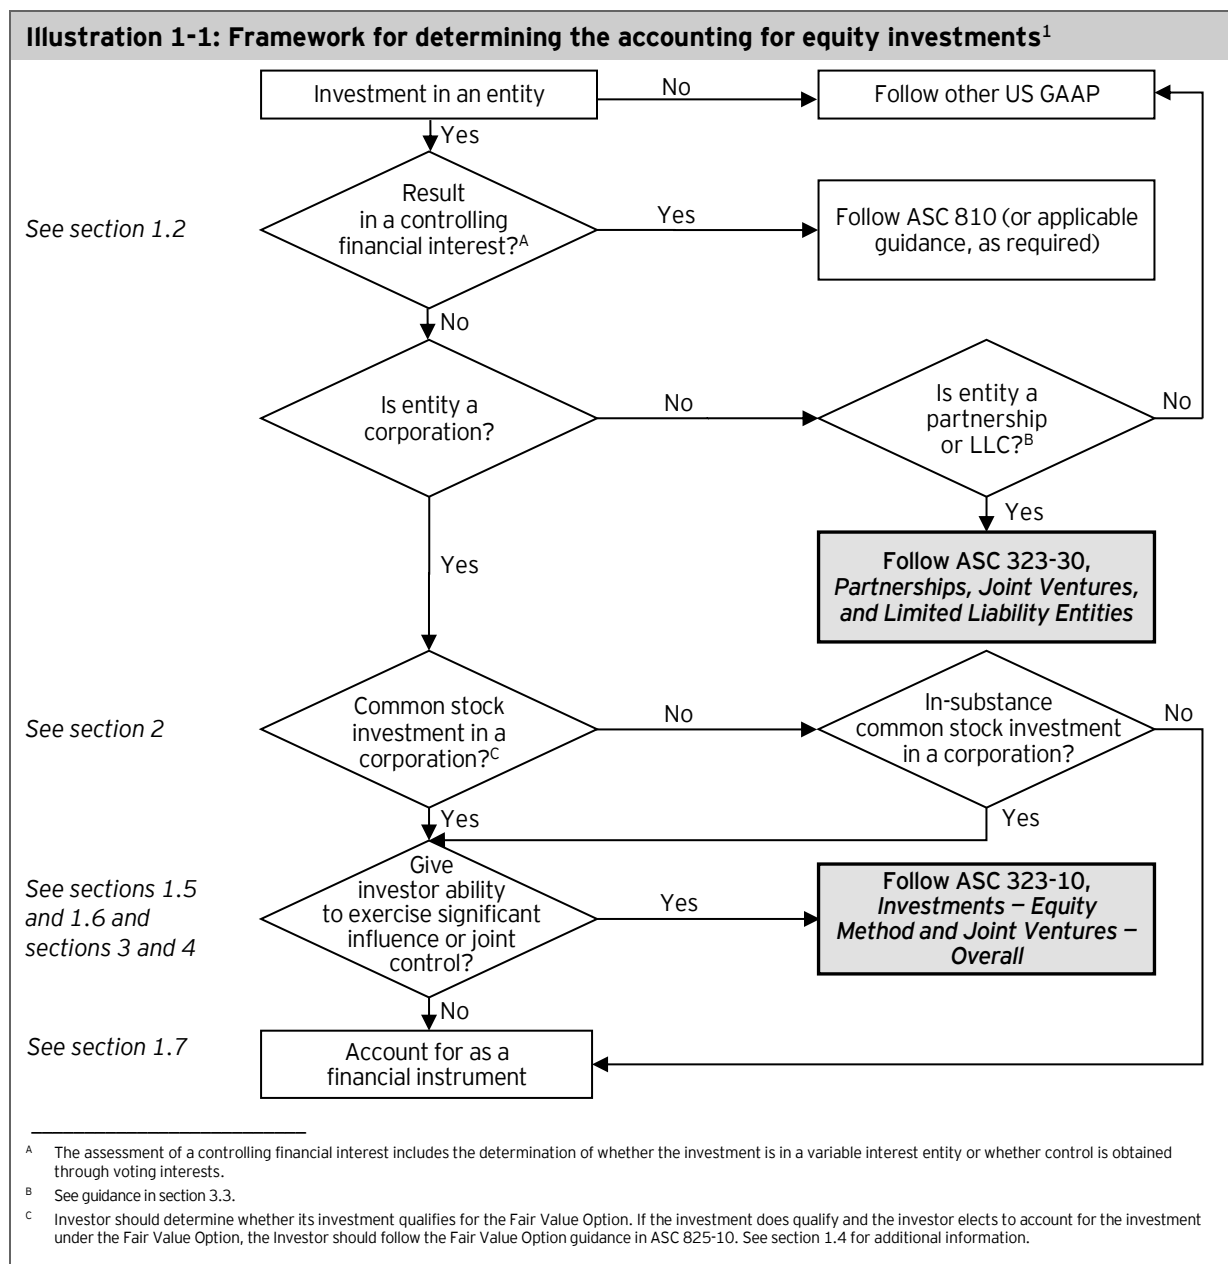 Illustration 1-1: Framework for determining the accounting for equity investments1
Investment in an entity
No
Follow other US GAAP
Yes
See section 1.2
Result
in a controlling
financial interest?A
Yes
Follow ASC 810 (or applicable
guidance, as required)
No
Is entity a
corporation?
No
Is entity a
partnership
or LLC?B
No
Yes
Yes
Follow ASC 323-30,
Partnerships, Joint Ventures,
and Limited Liability Entities
See section 2
Common stock
investment in a
corporation?C
No
In-substance
common stock investment
in a corporation?
No
Yes
Yes
See sections 1.5
and 1.6 and
sections 3 and 4
Give
investor ability
to exercise significant
influence or joint
control?
Yes
Follow ASC 323-10,
Investments – Equity
Method and Joint Ventures –
Overall
No
See section 1.7
Account for as a
financial instrument
A The assessment of a controlling financial interest includes the determination of whether the investment is in a variable interest entity or whether control is obtained
through voting interests.
B See guidance in section 3.3.
C Investor should determine whether its investment qualifies for the Fair Value Option. If the investment does qualify and the investor elects to account for the investment
under the Fair Value Option, the Investor should follow the Fair Value Option guidance in ASC 825-10. See section 1.4 for additional information.